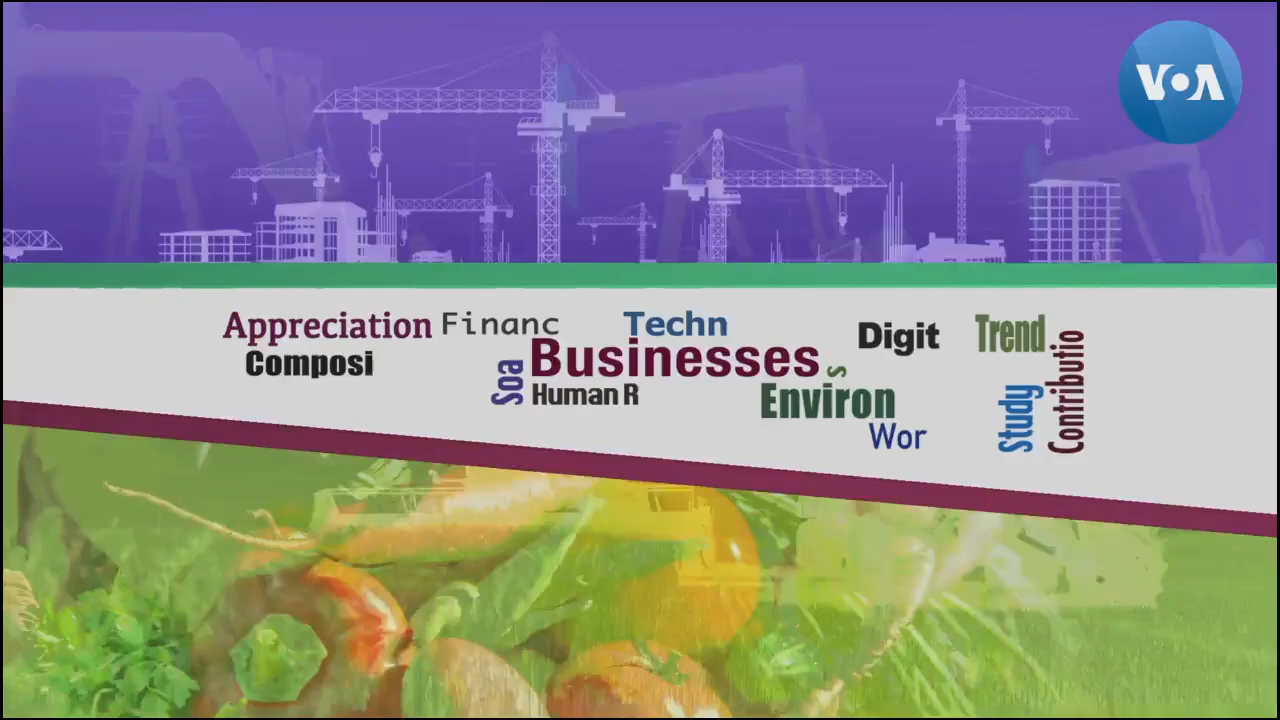 VOA
Appreciation
Financ
Techn
Digit
Trend
Composi
Soa
Businesses
s
Human R
Environ
Wor
Study
Contributio